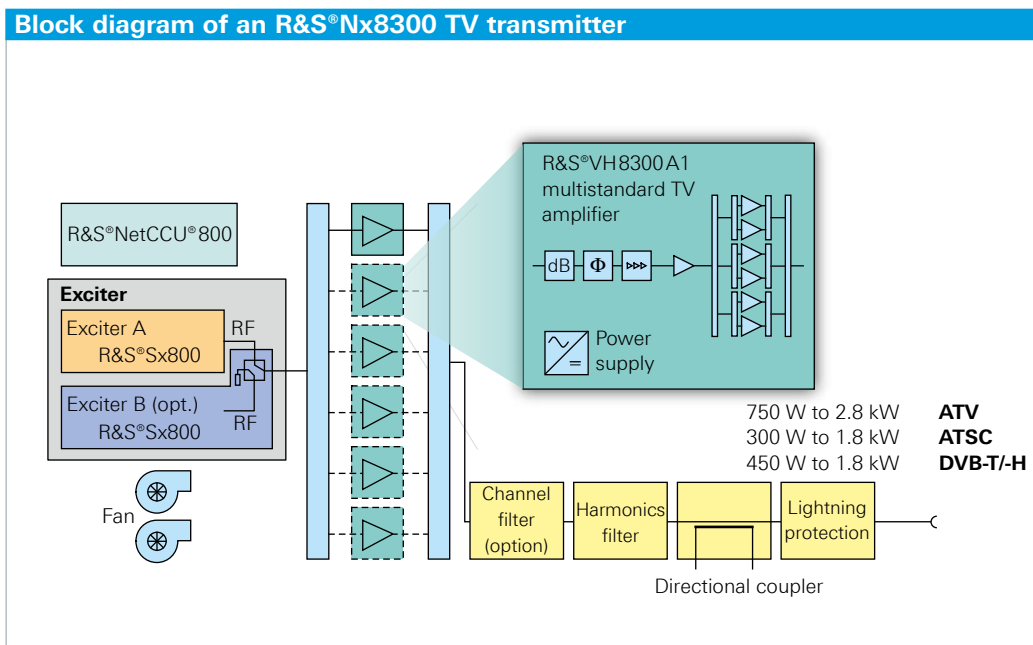 Block diagram of an R&S®Nx8300 TV transmitter
R&S®VH8300A1
multistandard TV
amplifier
R&S®NetCCU®800
dB
Φ
Exciter
Exciter A
RF
R&S®Sx800
Power
supply
Exciter B (opt.)
R&S®Sx800
RF
750 W to 2.8 kW ATV
300 W to 1.8 kW ATSC
450 W to 1.8 kW DVB-T/-H
Fan
Channel
filter
(option)
Harmonics
filter
Lightning
protection
Directional coupler